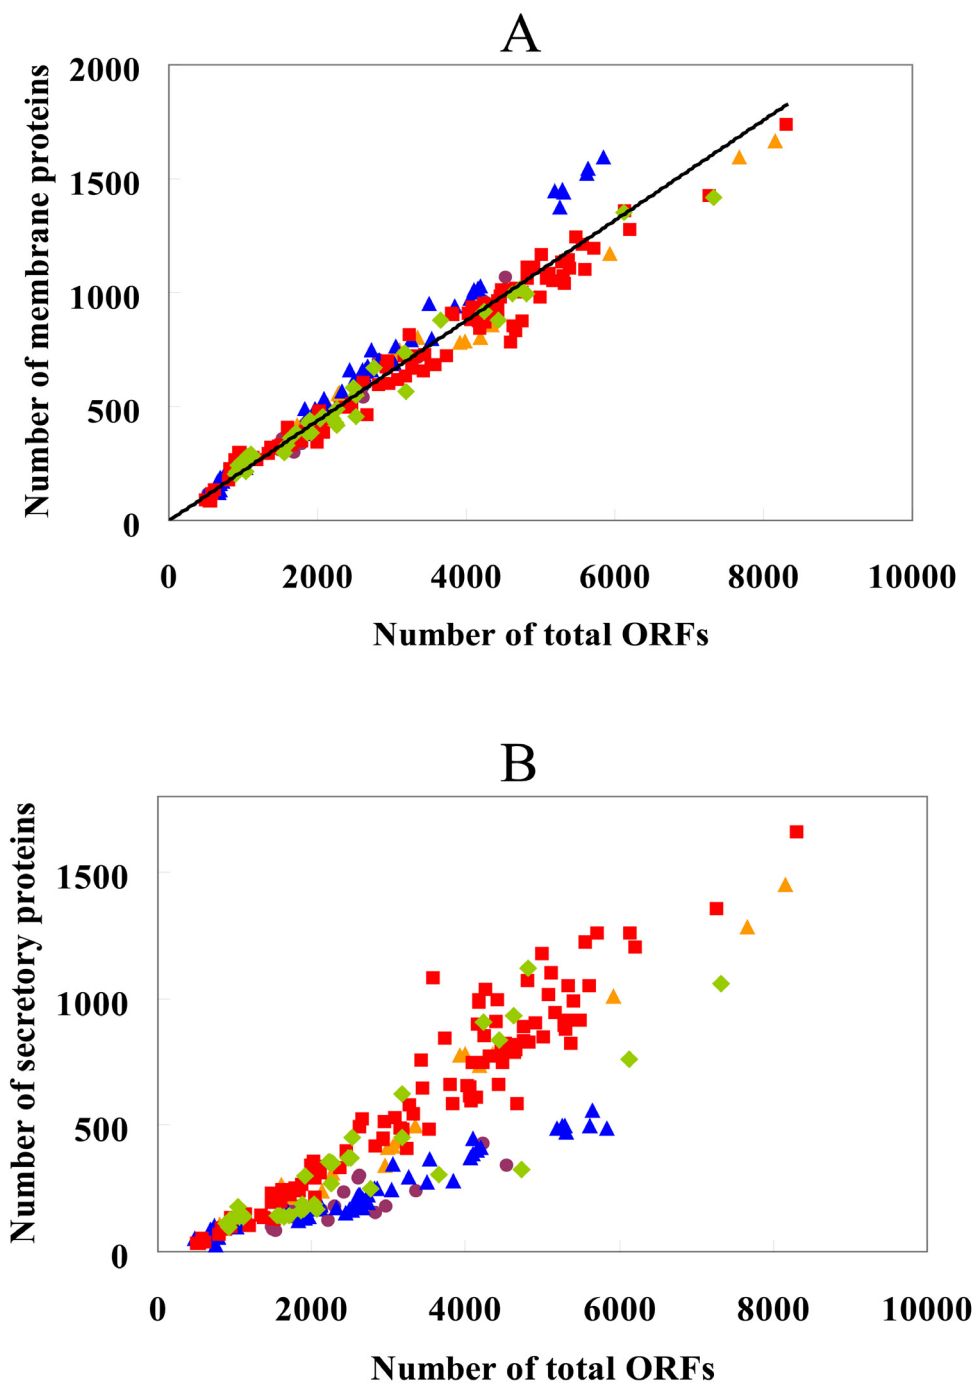 A
Number of membrane proteins
2000
1500
1000
500
0
0 2000 4000 6000 8000 10000
Number of total ORFs
B
Number of secretory proteins
1500
1000
500
0
0 2000 4000 6000 8000 10000
Number of total ORFs